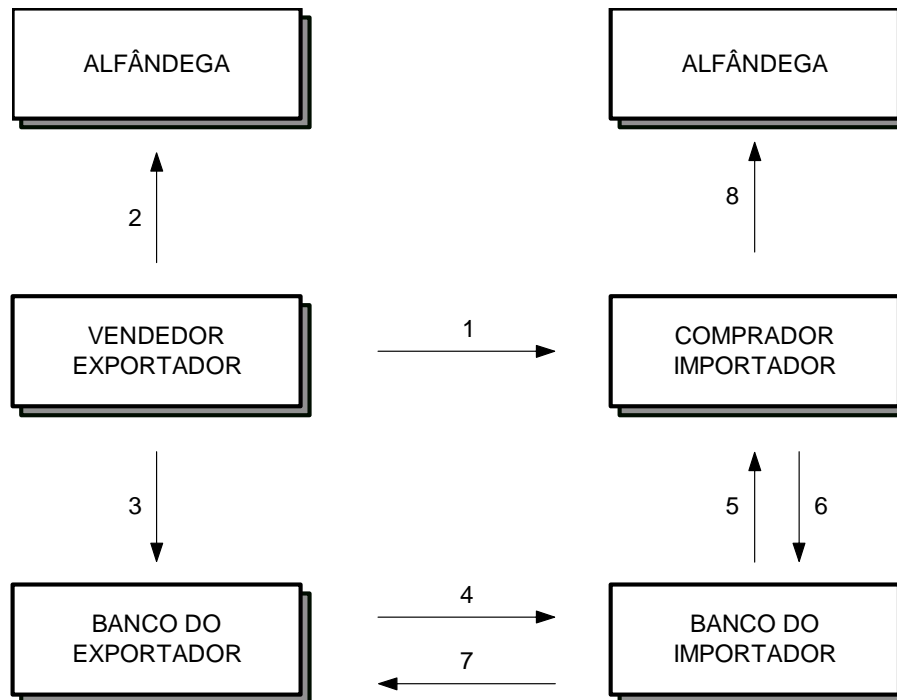 ALFÂNDEGA
ALFÂNDEGA
2
8
VENDEDOR
EXPORTADOR
1
COMPRADOR
IMPORTADOR
3
5
6
BANCO DO
EXPORTADOR
4
7
BANCO DO
IMPORTADOR